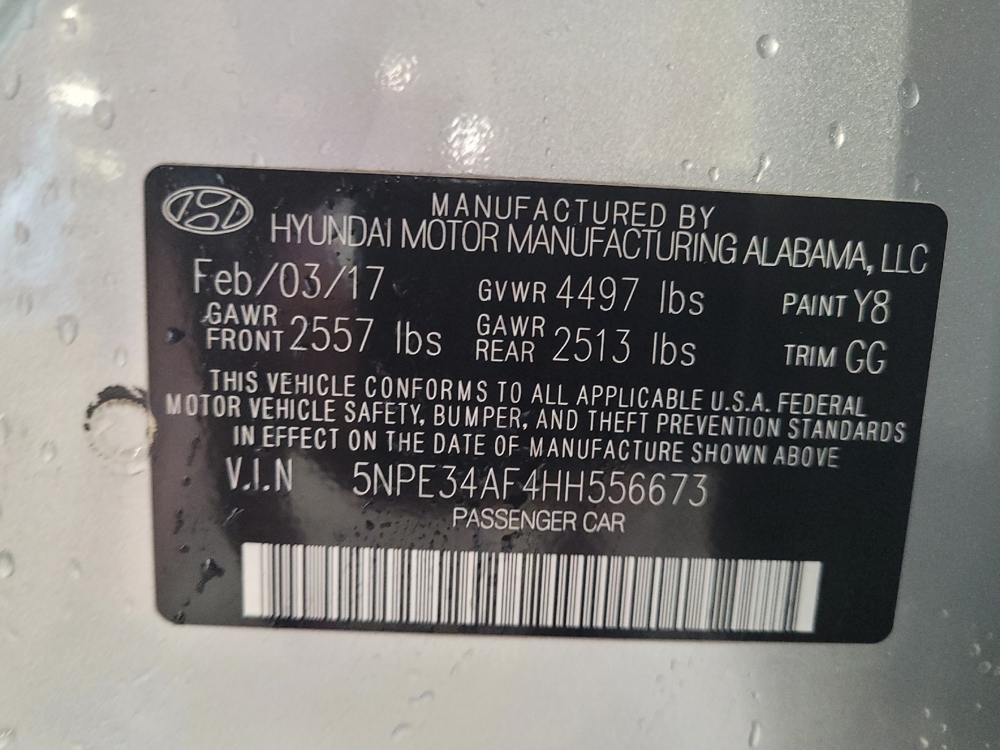 MANUFACTURED BY
HYUNDAI MOTOR MANUFACTURING ALABAMA, LLC
Feb/03/17 GVWR 4497 lbs PAINT Y8
GAWR FRONT 2557 lbs GAWR REAR 2513 lbs TRIM GG
THIS VEHICLE CONFORMS TO ALL APPLICABLE U.S.A. FEDERAL
MOTOR VEHICLE SAFETY, BUMPER, AND THEFT PREVENTION STANDARDS
IN EFFECT ON THE DATE OF MANUFACTURE SHOWN ABOVE
V.I.N 5NPE34AF4HH556673
PASSENGER CAR